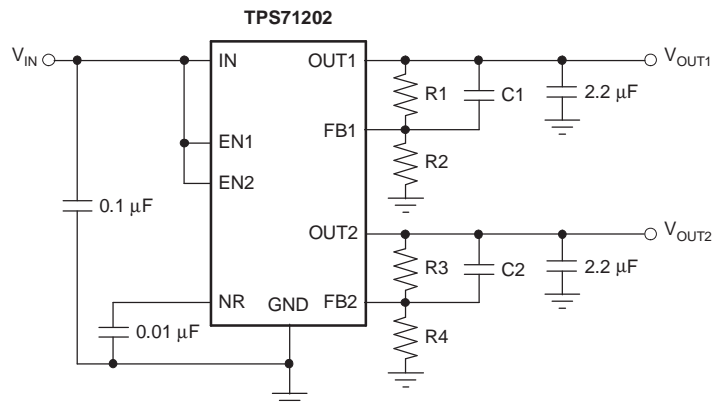 TPS71202
V_IN
IN
EN1
EN2
NR
GND
OUT1
FB1
OUT2
FB2
0.1 µF
0.01 µF
R1
C1
2.2 µF
V_OUT1
R2
R3
C2
2.2 µF
V_OUT2
R4